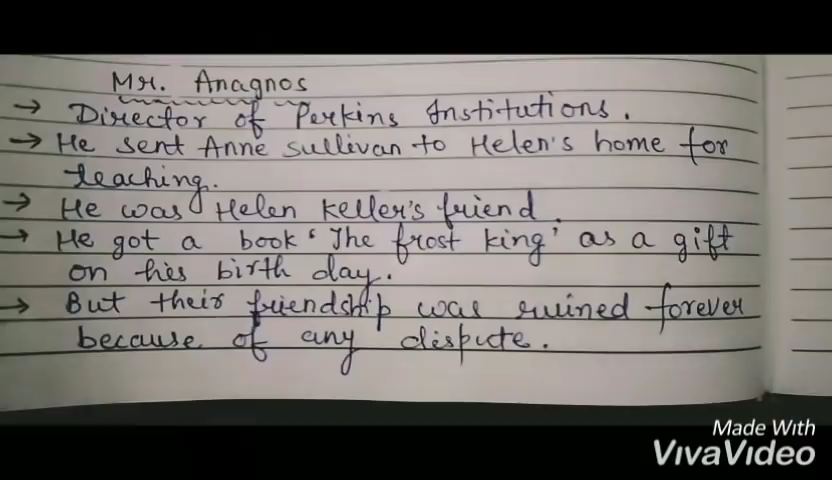 Mr. Anagnos
→ Director of Perkins Institutions.
→ He sent Anne Sullivan to Helen's home for
teaching.
→ He was Helen Keller's friend.
→ He got a book 'The frost king' as a gift
on his birth day.
→ But their friendship was ruined forever
because of any dispute.
Made With
VivaVideo